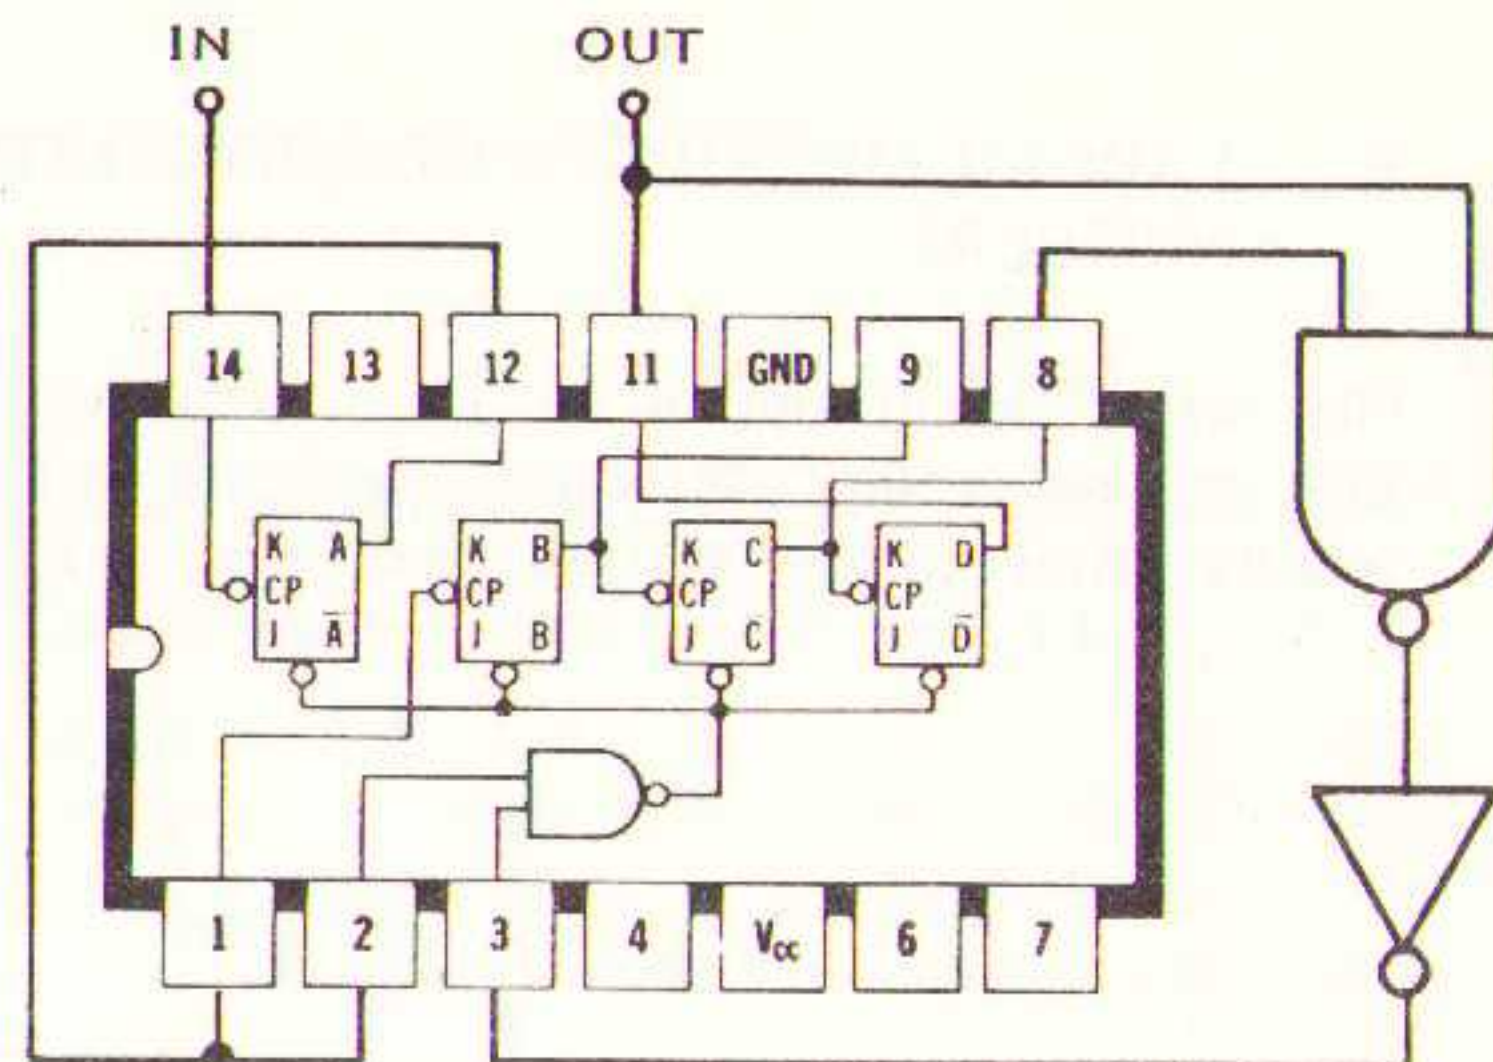 IN OUT
14 13 12 11 GND 9 8
K A K B K C K D
CP CP CP CP
J A̅ J B J C̅ J D̅
1 2 3 4 Vcc 6 7